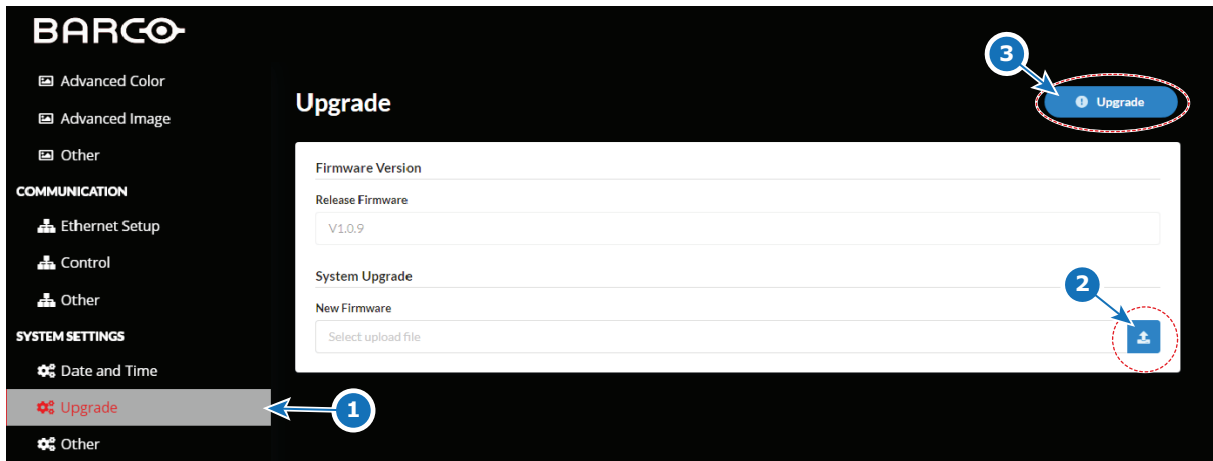 BARCO
Advanced Color
Advanced Image
Other
COMMUNICATION
Ethernet Setup
Control
Other
SYSTEM SETTINGS
Date and Time
Upgrade
Other
1
Upgrade
3
Upgrade
Firmware Version
Release Firmware
V1.0.9
System Upgrade
2
New Firmware
Select upload file